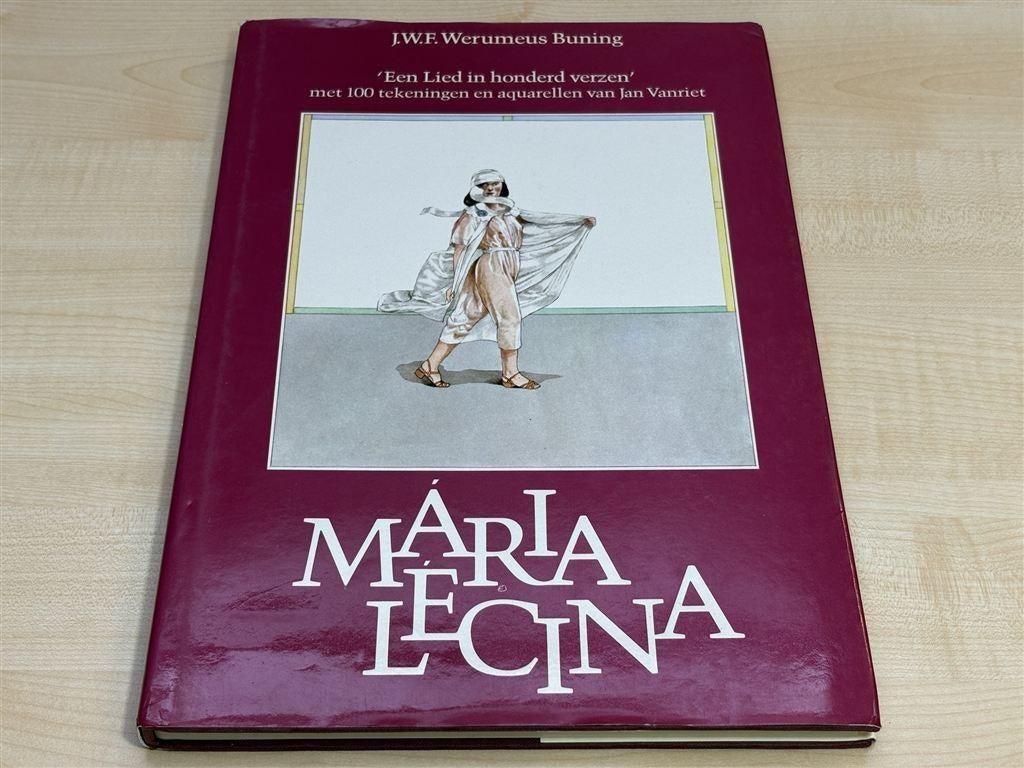 J.W.F. Werumeus Buning
'Een Lied in honderd verzen'
met 100 tekeningen en aquarellen van Jan Vanriet
MÁRIA
LÉCINA